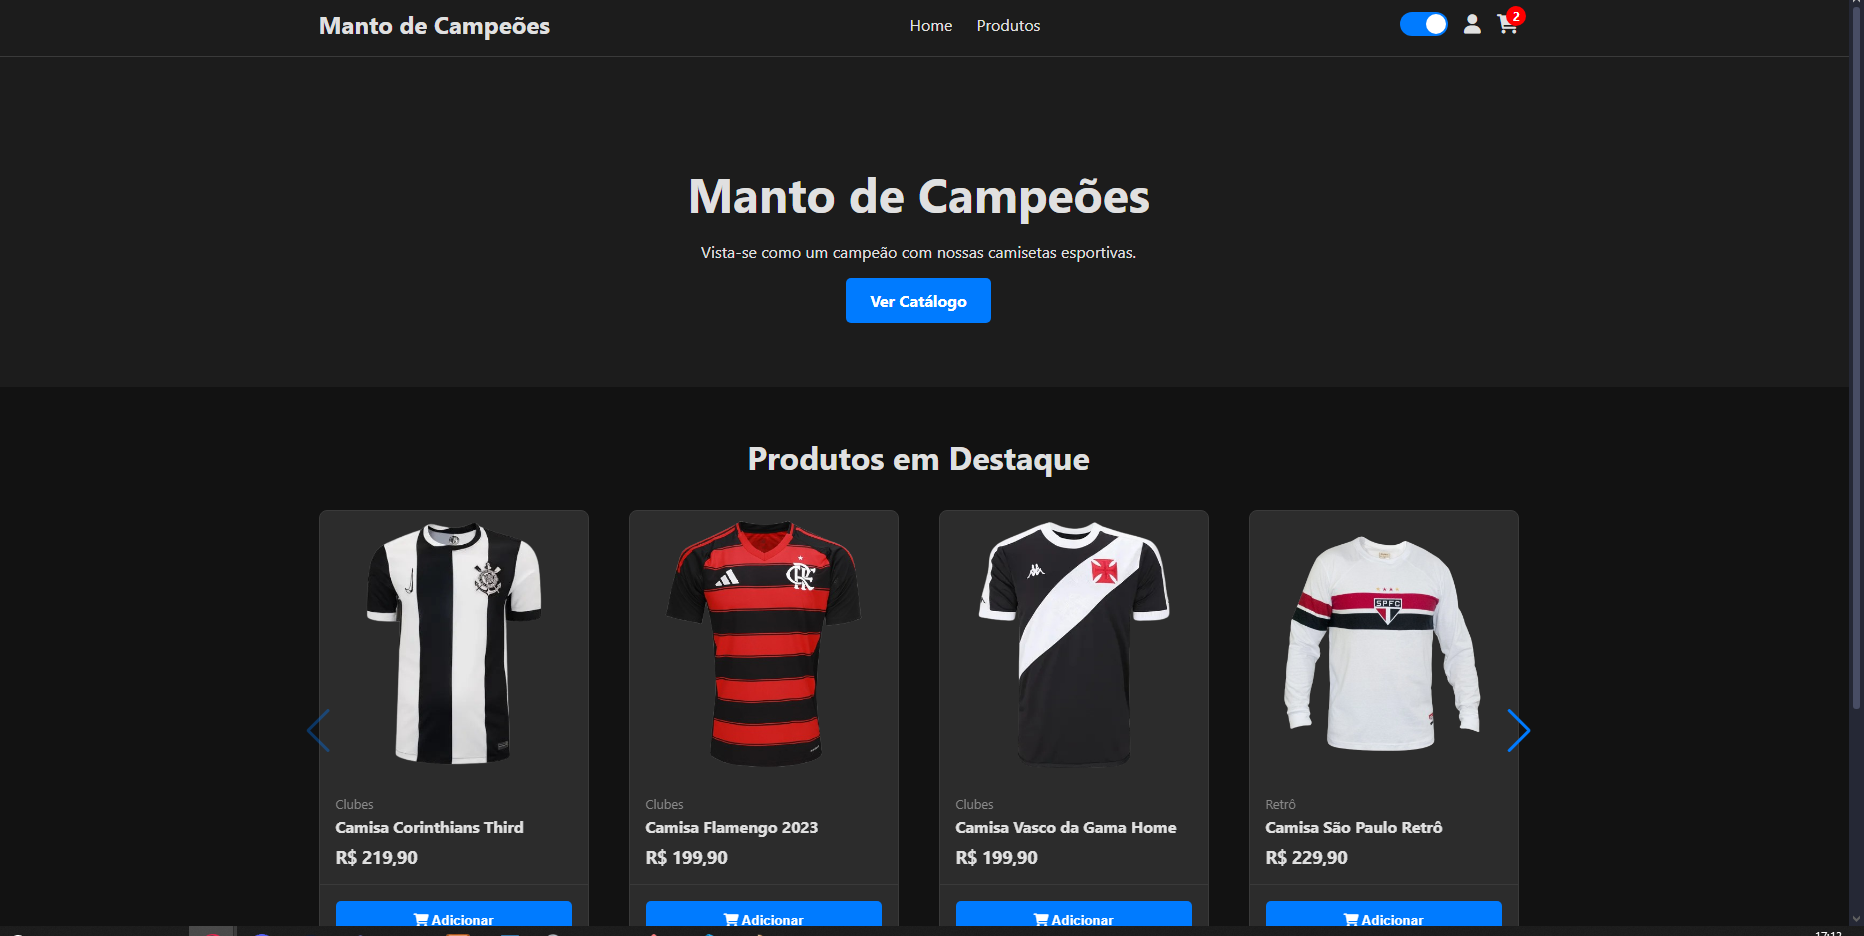 Manto de Campeões
Home
Produtos
2
Manto de Campeões
Vista-se como um campeão com nossas camisetas esportivas.
Ver Catálogo
Produtos em Destaque
SPFC
Clubes
Camisa Corinthians Third
R$ 219,90
Adicionar
Clubes
Camisa Flamengo 2023
R$ 199,90
Adicionar
Clubes
Camisa Vasco da Gama Home
R$ 199,90
Adicionar
Retrô
Camisa São Paulo Retrô
R$ 229,90
Adicionar